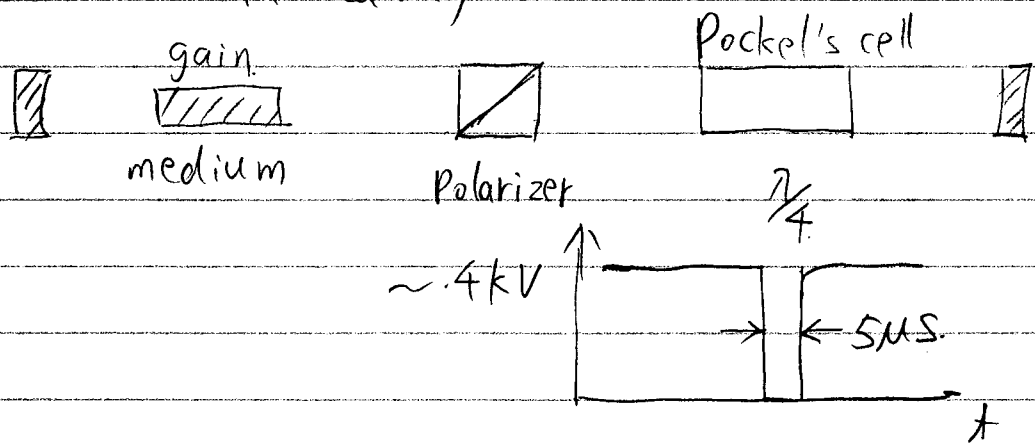 Pockel's cell
gain
medium
Polarizer
λ/4
~.4kV
5μs.
t